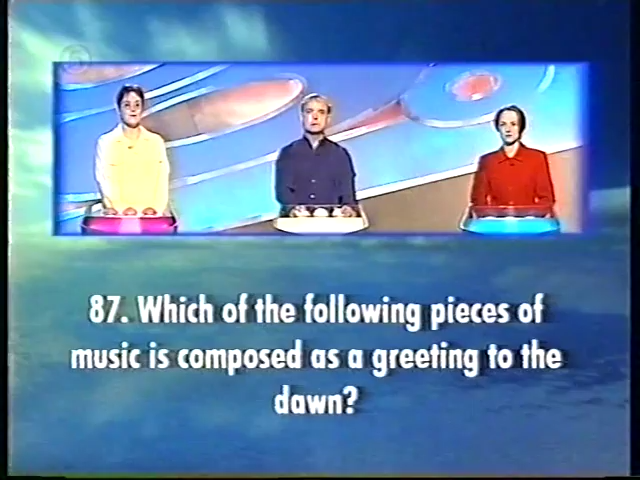 87. Which of the following pieces of
music is composed as a greeting to the
dawn?